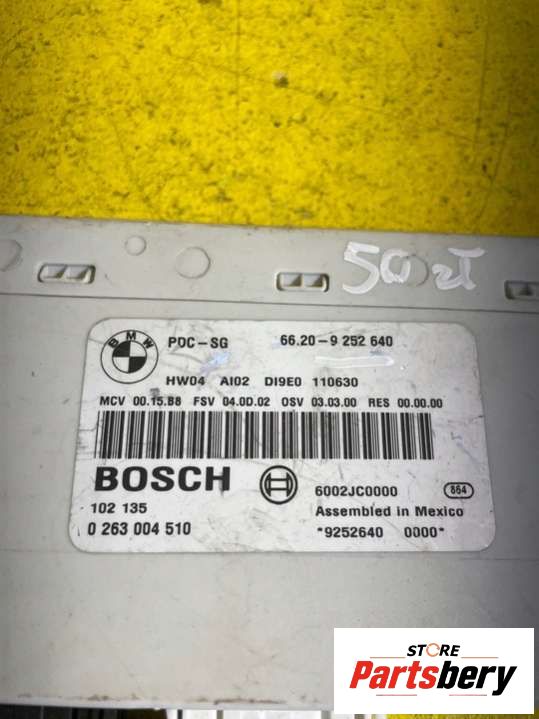 50 zł
BMW
PDC-SG 66.20-9 252 640
HW04 AI02 DI9E0 110630
MCV 00.15.B8 FSV 04.0D.02 OSV 03.03.00 RES 00.00.00
BOSCH
6002JC0000 864
102 135 Assembled in Mexico
0 263 004 510 *9252640 0000*
STORE
Partsbery